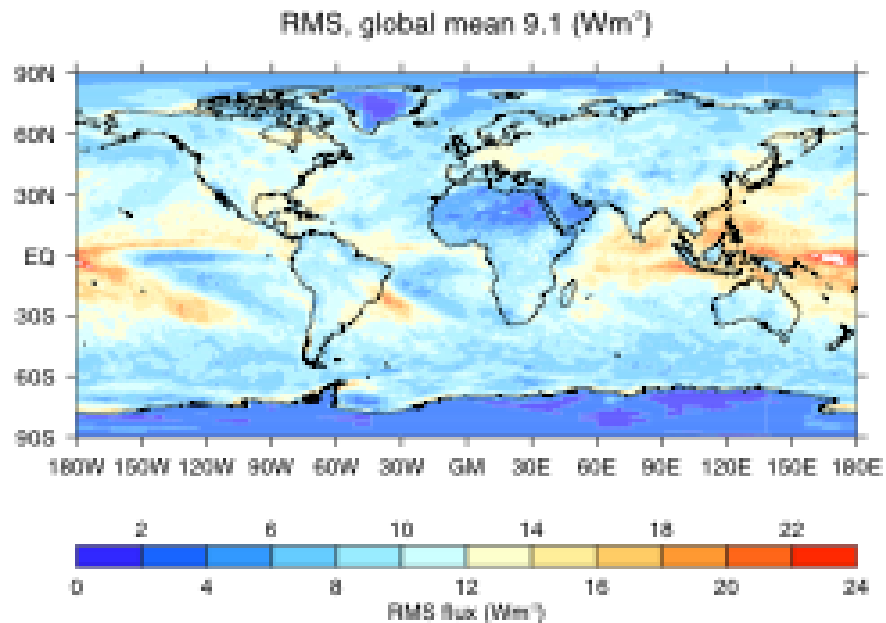 RMS, global mean 9.1 (Wm⁻²)
90N
60N
30N
EQ
30S
60S
90S
180W 150W 120W 90W 60W 30W GM 30E 60E 90E 120E 150E 180E
2 6 10 14 18 22
0 4 8 12 16 20 24
RMS flux (Wm⁻²)